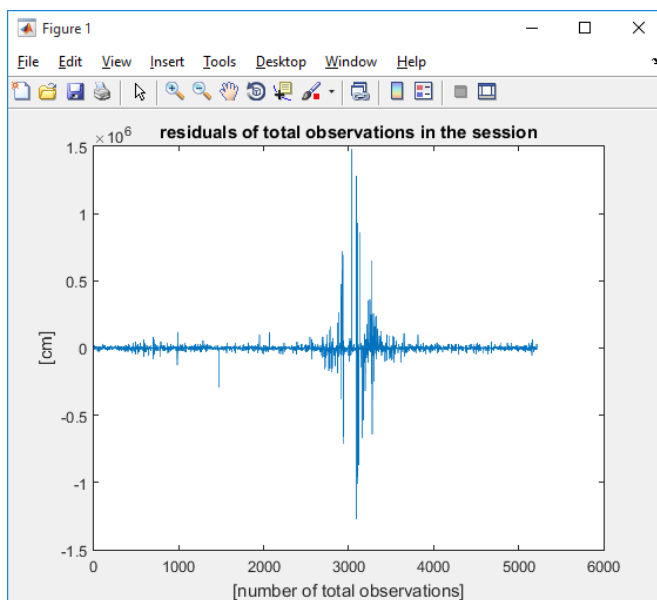 Figure 1
File Edit View Insert Tools Desktop Window Help
residuals of total observations in the session
×10^6
1.5
1
0.5
0
-0.5
-1
-1.5
[cm]
0 1000 2000 3000 4000 5000 6000
[number of total observations]